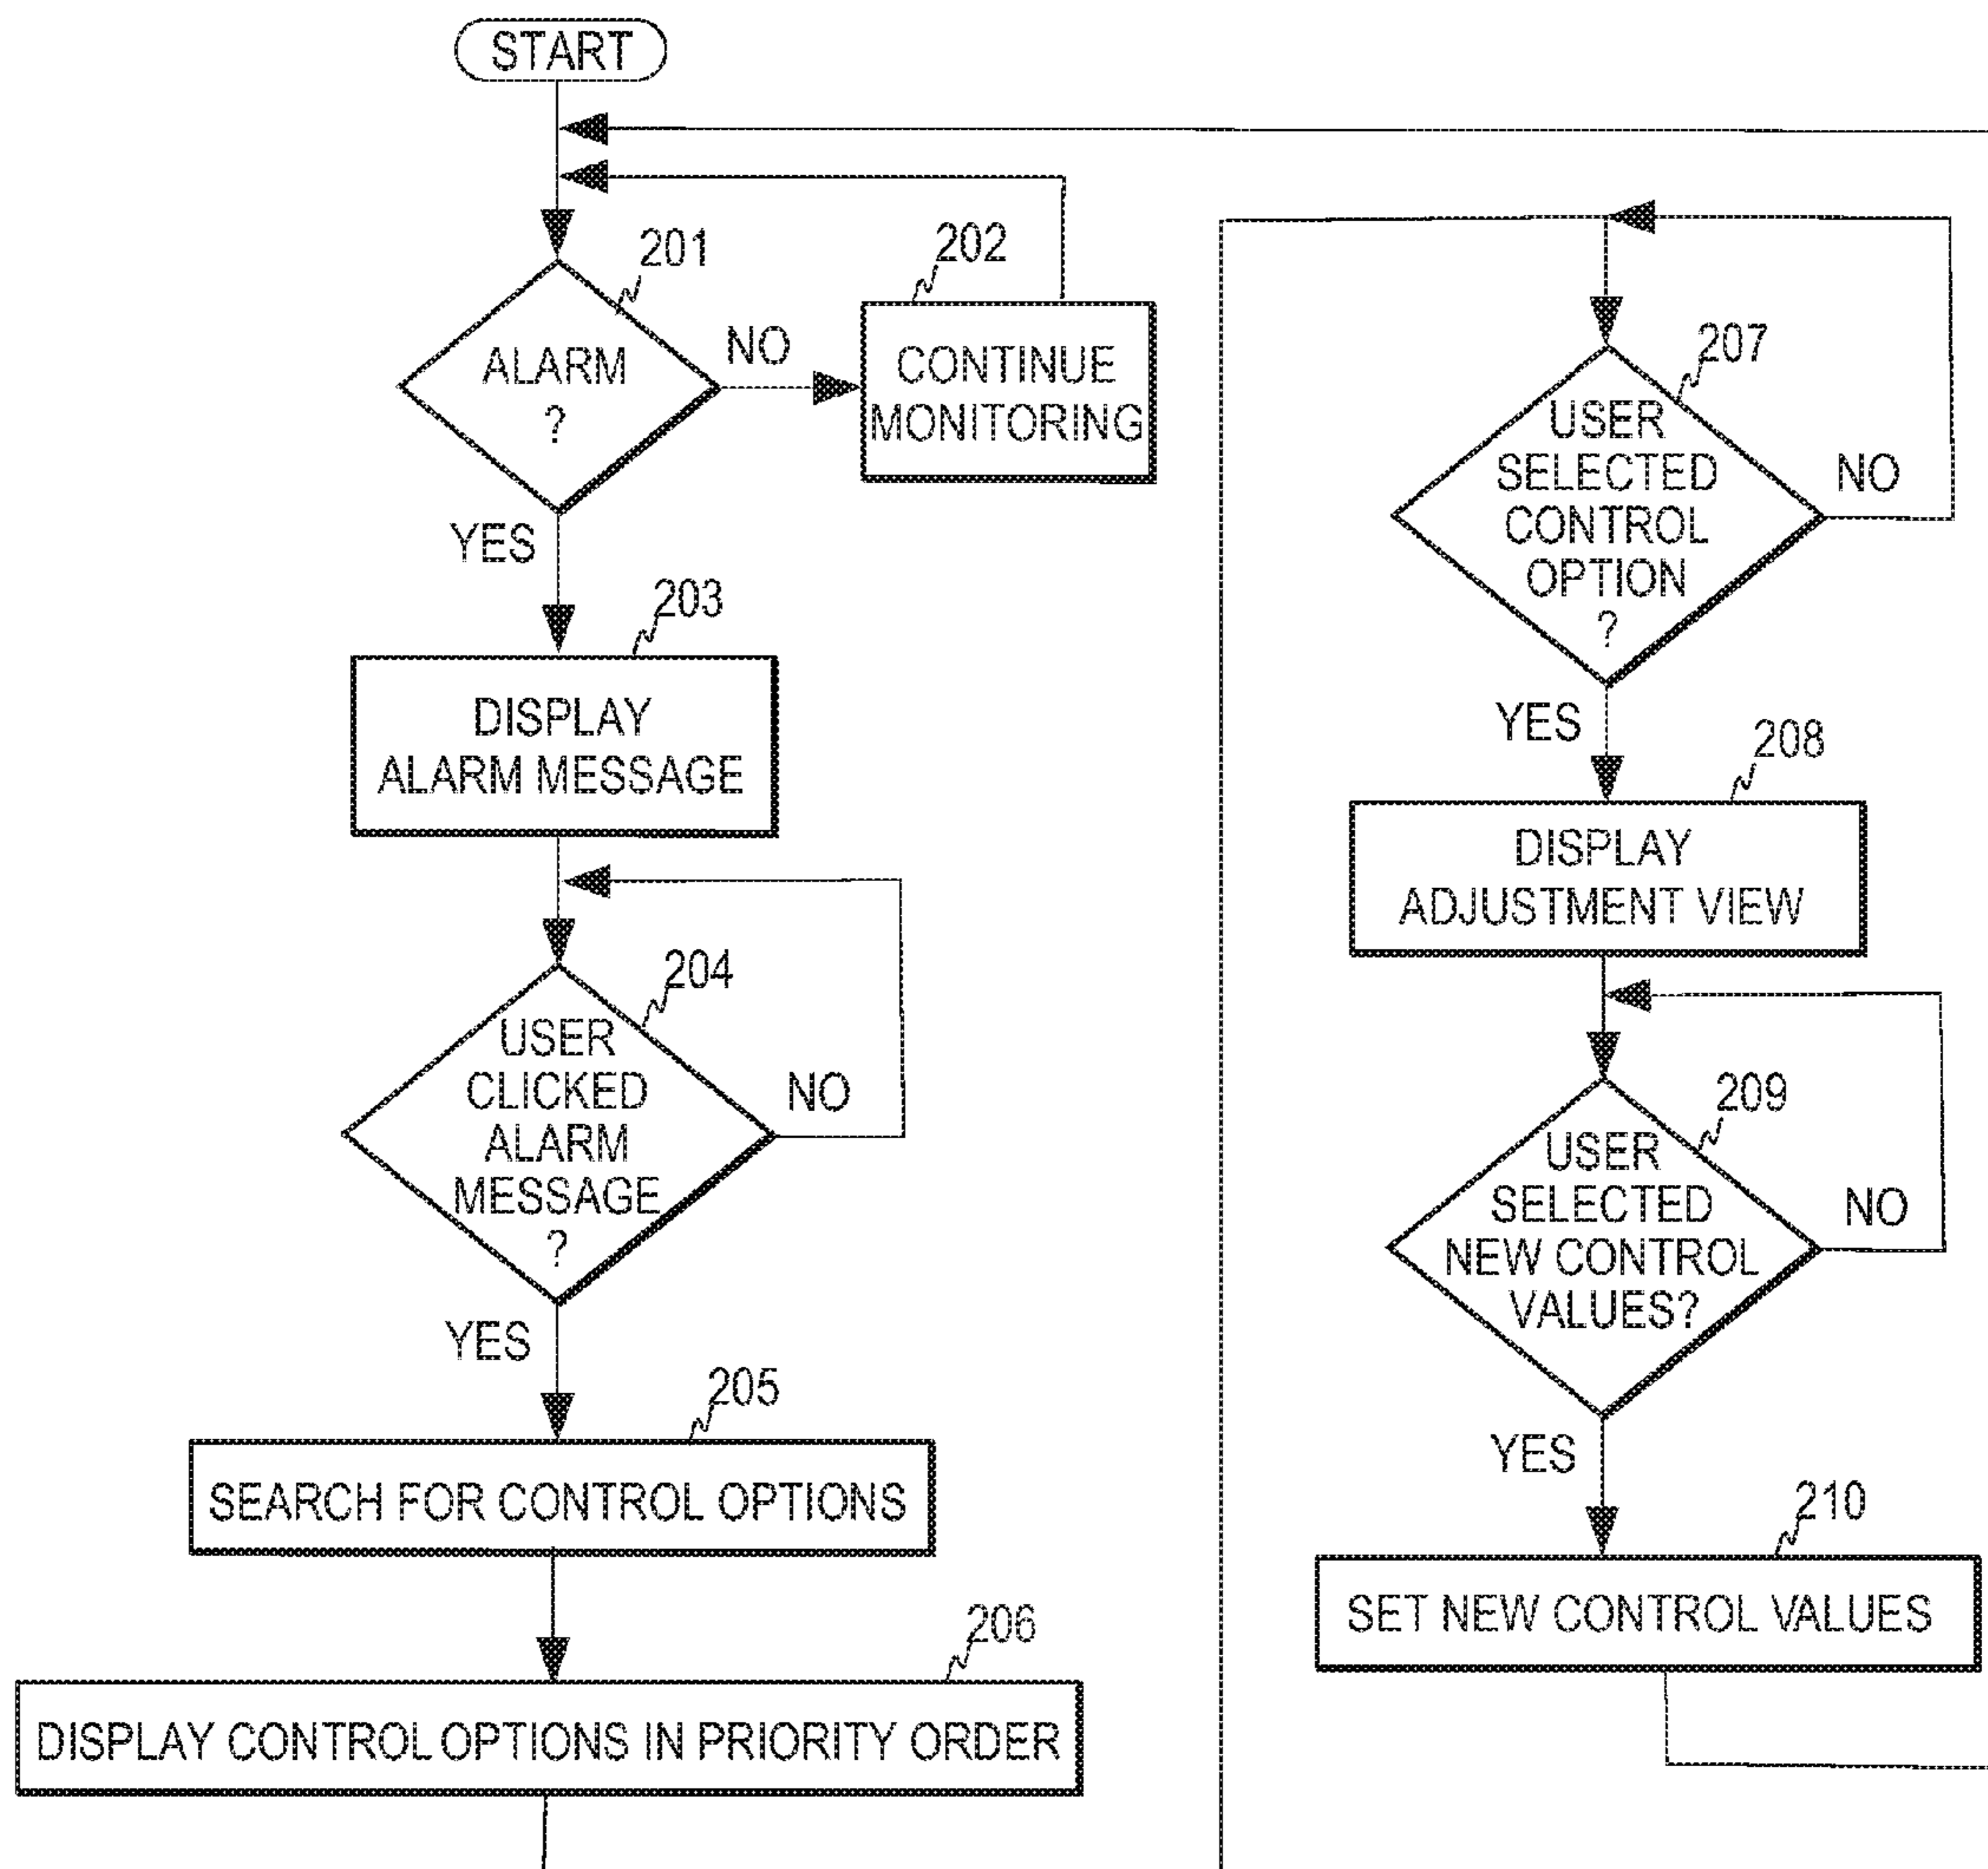 START
201
ALARM
?
NO
202
CONTINUE
MONITORING
YES
203
DISPLAY
ALARM MESSAGE
204
USER
CLICKED
ALARM
MESSAGE
?
NO
YES
205
SEARCH FOR CONTROL OPTIONS
206
DISPLAY CONTROL OPTIONS IN PRIORITY ORDER
207
USER
SELECTED
CONTROL
OPTION
?
NO
YES
208
DISPLAY
ADJUSTMENT VIEW
209
USER
SELECTED
NEW CONTROL
VALUES?
NO
YES
210
SET NEW CONTROL VALUES